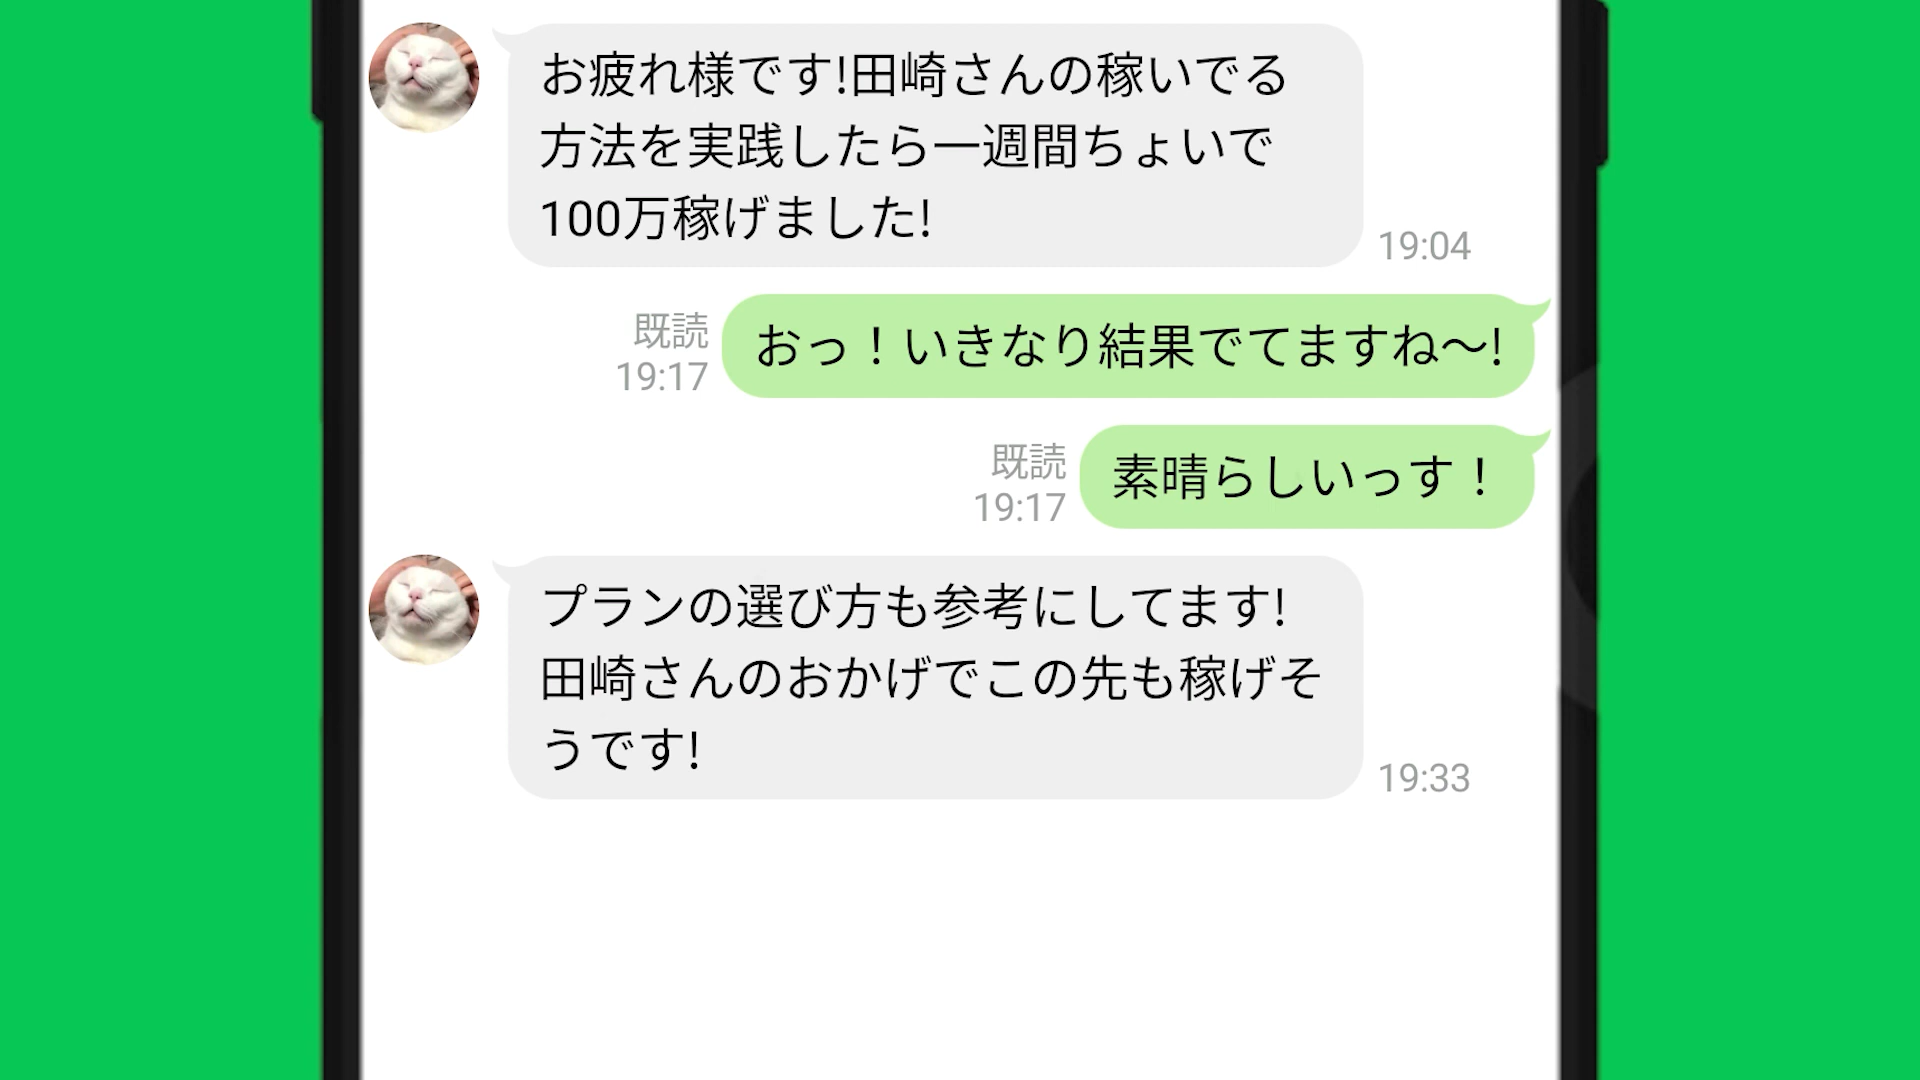 お疲れ様です!田崎さんの稼いでる
方法を実践したら一週間ちょいで
100万稼げました!
19:04
既読
19:17
おっ！いきなり結果でてますね〜!
既読
19:17
素晴らしいっす！
プランの選び方も参考にしてます!
田崎さんのおかげでこの先も稼げそ
うです!
19:33